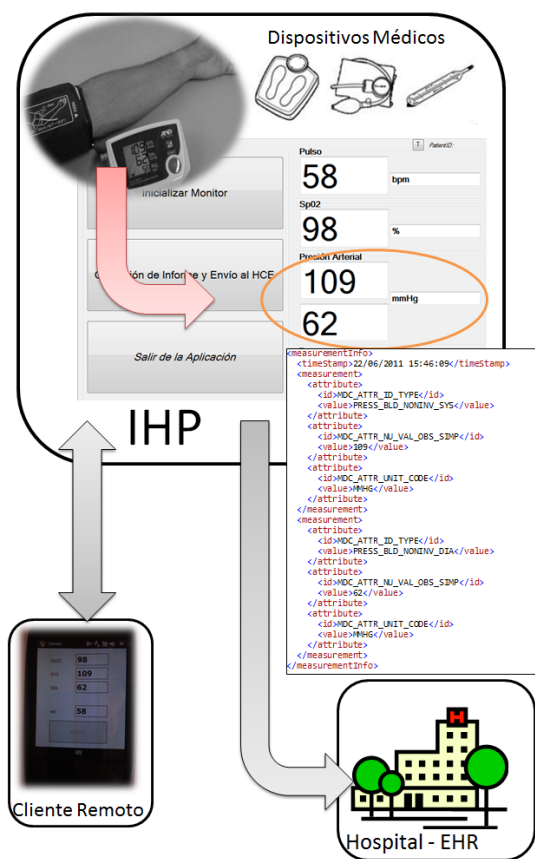 Dispositivos Médicos
T PatientID:
Pulso
58 bpm
Inicializar Monitor
Sp02
98 %
Presión Arterial
109
mmHg
62
de Informe y Envío al HCE
Salir de la Aplicación
<measurementInfo>
<timeStamp>22/06/2011 15:46:09</timeStamp>
<measurement>
<attribute>
<id>MDC_ATTR_ID_TYPE</id>
<value>PRESS_BLD_NONINV_SYS</value>
</attribute>
<attribute>
<id>MDC_ATTR_NU_VAL_OBS_SIMP</id>
<value>109</value>
</attribute>
<attribute>
<id>MDC_ATTR_UNIT_CODE</id>
<value>MMHG</value>
</attribute>
</measurement>
<measurement>
<attribute>
<id>MDC_ATTR_ID_TYPE</id>
<value>PRESS_BLD_NONINV_DIA</value>
</attribute>
<attribute>
<id>MDC_ATTR_NU_VAL_OBS_SIMP</id>
<value>62</value>
</attribute>
<attribute>
<id>MDC_ATTR_UNIT_CODE</id>
<value>MMHG</value>
</attribute>
</measurement>
</measurementInfo>
IHP
98
109
62
58
Cliente Remoto
H
Hospital - EHR